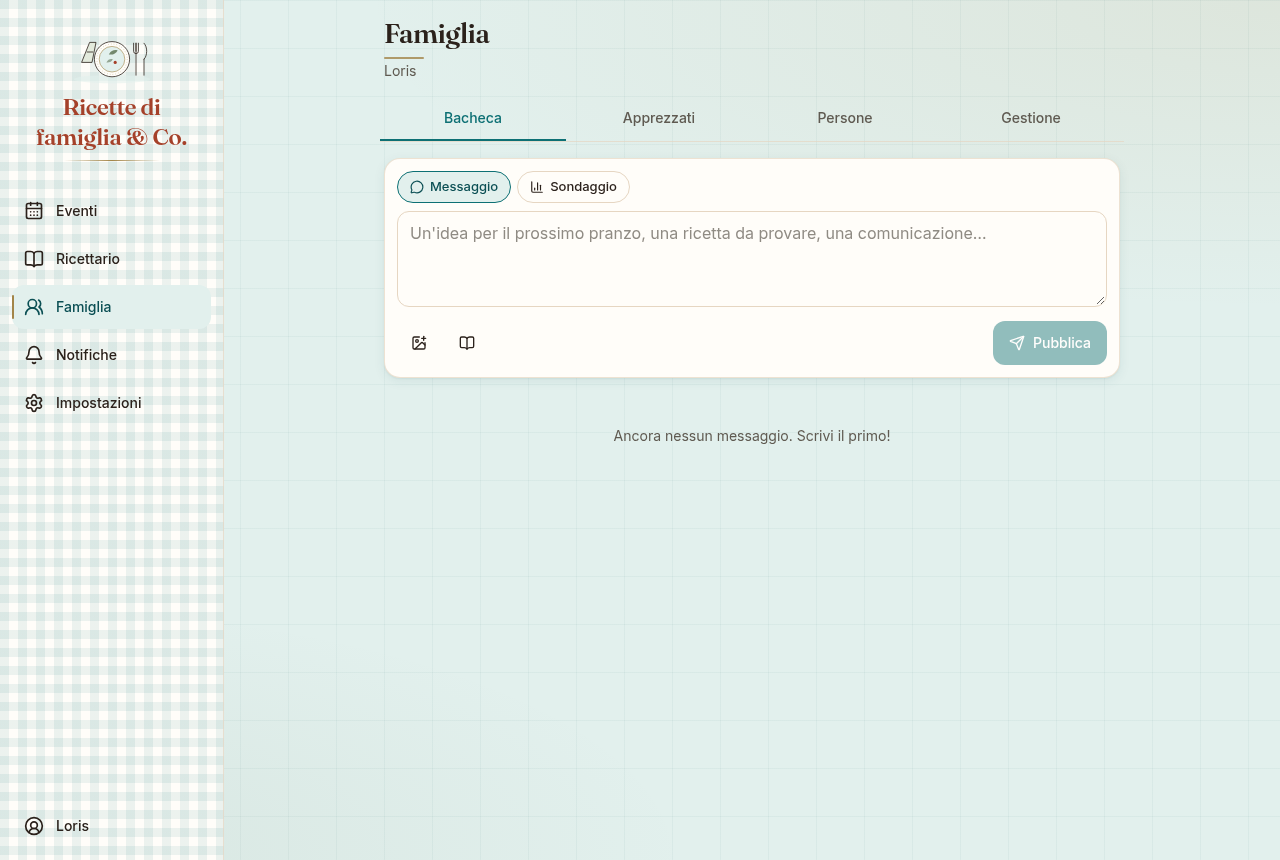 Ricette di
famiglia & Co.
Eventi
Ricettario
Famiglia
Notifiche
Impostazioni
Loris
Famiglia
Loris
Bacheca
Apprezzati
Persone
Gestione
Messaggio
Sondaggio
Un'idea per il prossimo pranzo, una ricetta da provare, una comunicazione…
Pubblica
Ancora nessun messaggio. Scrivi il primo!